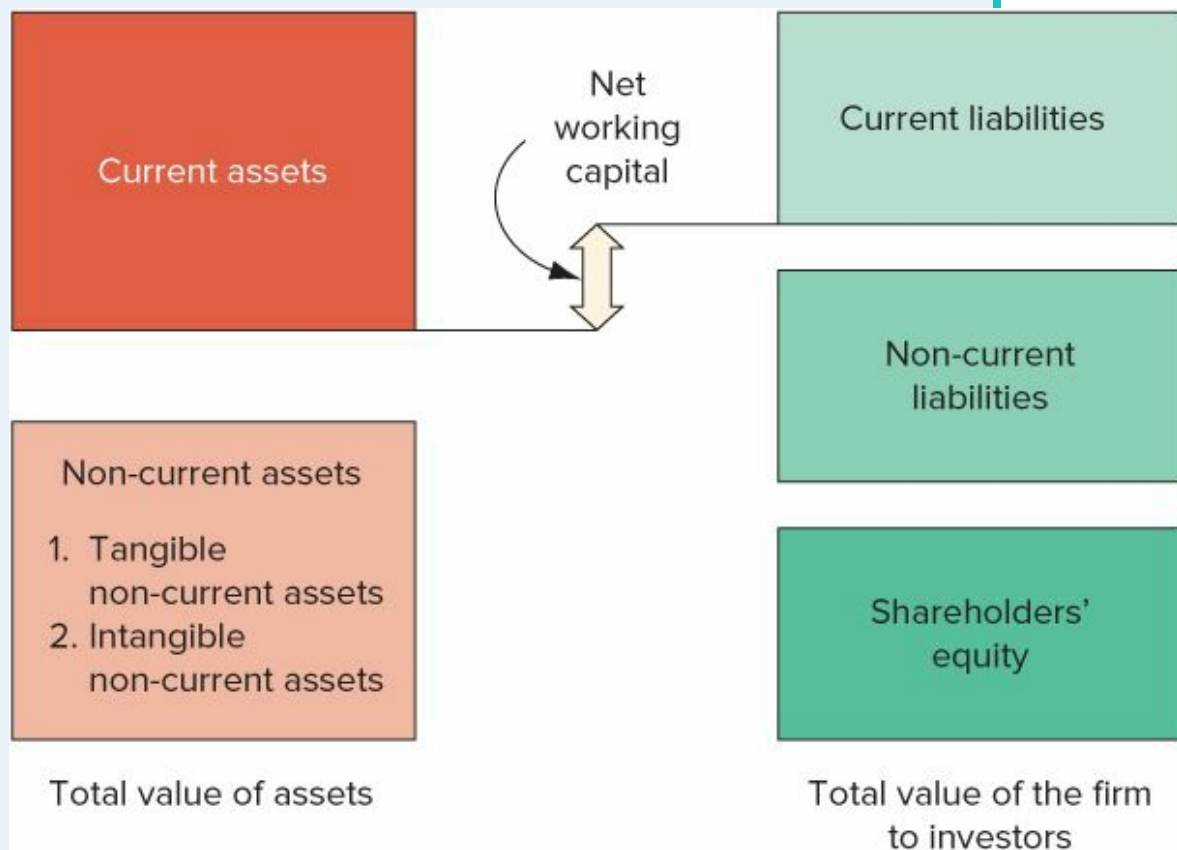 Current assets
Net
working
capital
Current liabilities
Non-current
liabilities
Non-current assets
1. Tangible
non-current assets
2. Intangible
non-current assets
Shareholders’
equity
Total value of assets
Total value of the firm
to investors